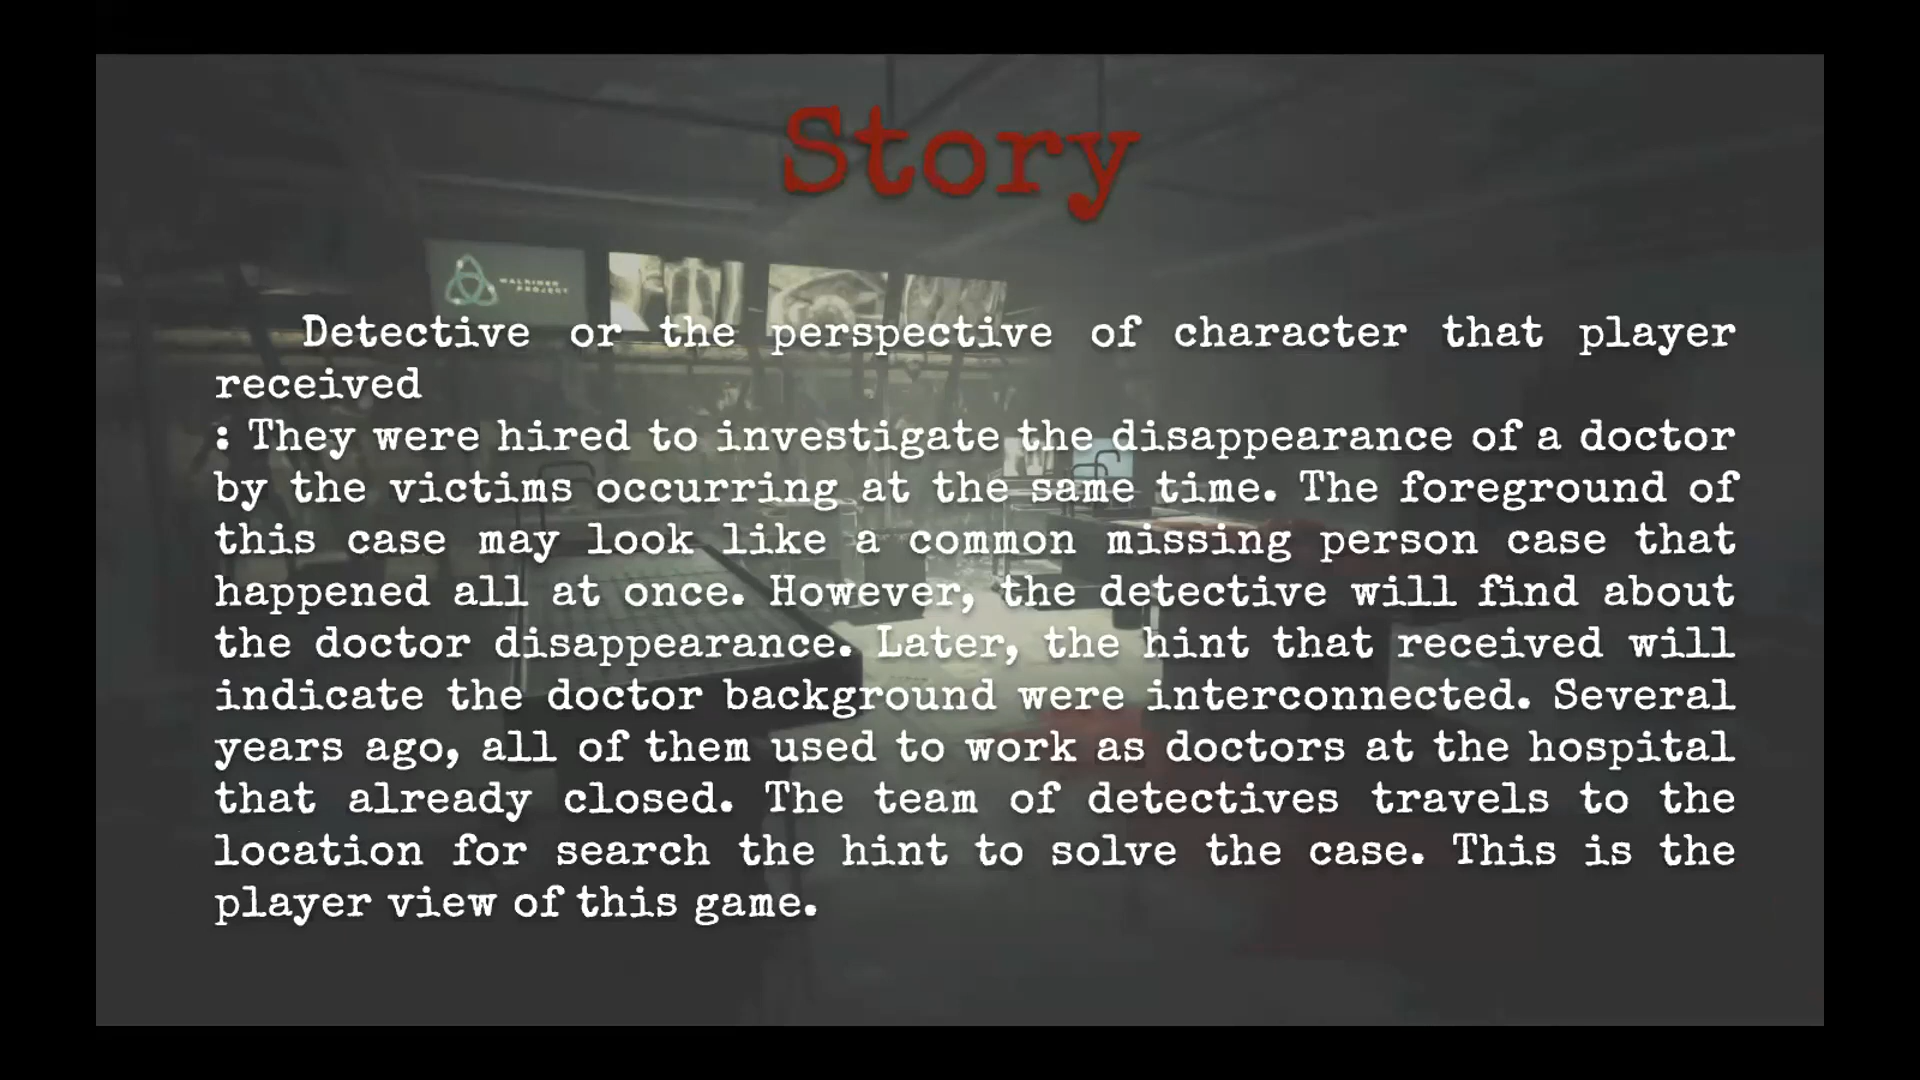 Story
Detective or the perspective of character that player
received
: They were hired to investigate the disappearance of a doctor
by the victims occurring at the same time. The foreground of
this case may look like a common missing person case that
happened all at once. However, the detective will find about
the doctor disappearance. Later, the hint that received will
indicate the doctor background were interconnected. Several
years ago, all of them used to work as doctors at the hospital
that already closed. The team of detectives travels to the
location for search the hint to solve the case. This is the
player view of this game.
PROJECT